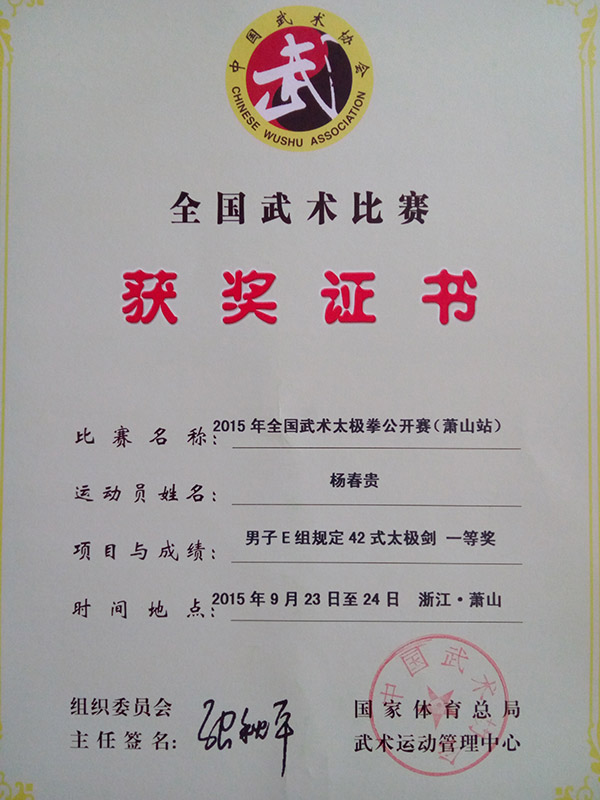 中国武术协会
武
CHINESE WUSHU ASSOCIATION
全国武术比赛
获奖证书
比赛名称：2015年全国武术太极拳公开赛（萧山站）
运动员姓名：杨春贵
项目与成绩：男子E组规定42式太极剑 一等奖
时间地点：2015年9月23日至24日 浙江·萧山
组织委员会
主任签名：
国家体育总局
武术运动管理中心
中国武术协会